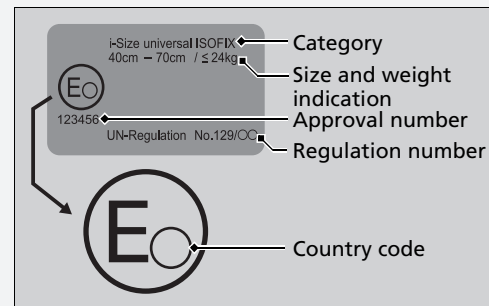 i-Size universal ISOFIX
40cm – 70cm / ≤ 24kg
E
123456
UN-Regulation No.129/○○
Category
Size and weight
indication
Approval number
Regulation number
E
Country code